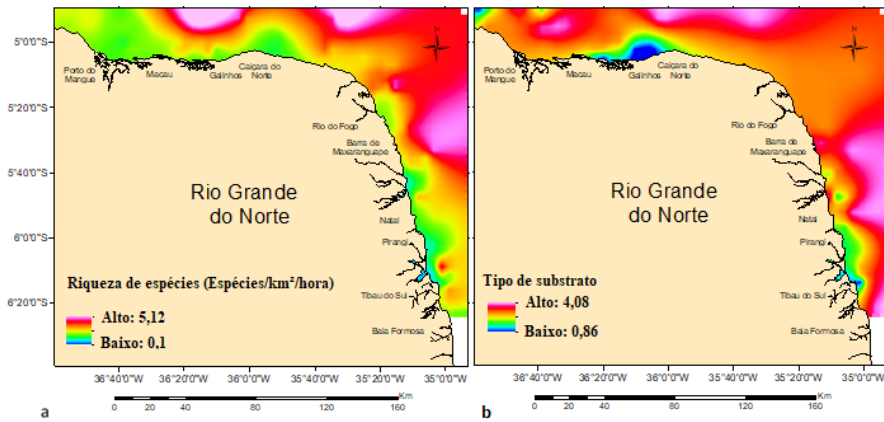 N
5°0'0"S
5°20'0"S
5°40'0"S
6°0'0"S
6°20'0"S
Porto do Mangue
Macau
Galinhos
Caiçara do Norte
Rio do Fogo
Barra de Maxaranguape
Rio Grande do Norte
Natal
Pirangi
Tibau do Sul
Baia Formosa
Riqueza de espécies (Espécies/km²/hora)
Alto: 5,12
Baixo: 0,1
36°40'0"W 36°20'0"W 36°0'0"W 35°40'0"W 35°20'0"W 35°0'0"W
Km
0 20 40 80 120 160
a
N
Porto do Mangue
Macau
Galinhos
Caiçara do Norte
Rio do Fogo
Barra de Maxaranguape
Rio Grande do Norte
Natal
Pirangi
Tibau do Sul
Baia Formosa
Tipo de substrato
Alto: 4,08
Baixo: 0,86
36°40'0"W 36°20'0"W 36°0'0"W 35°40'0"W 35°20'0"W 35°0'0"W
Km
0 10 20 40 80 120 160
b